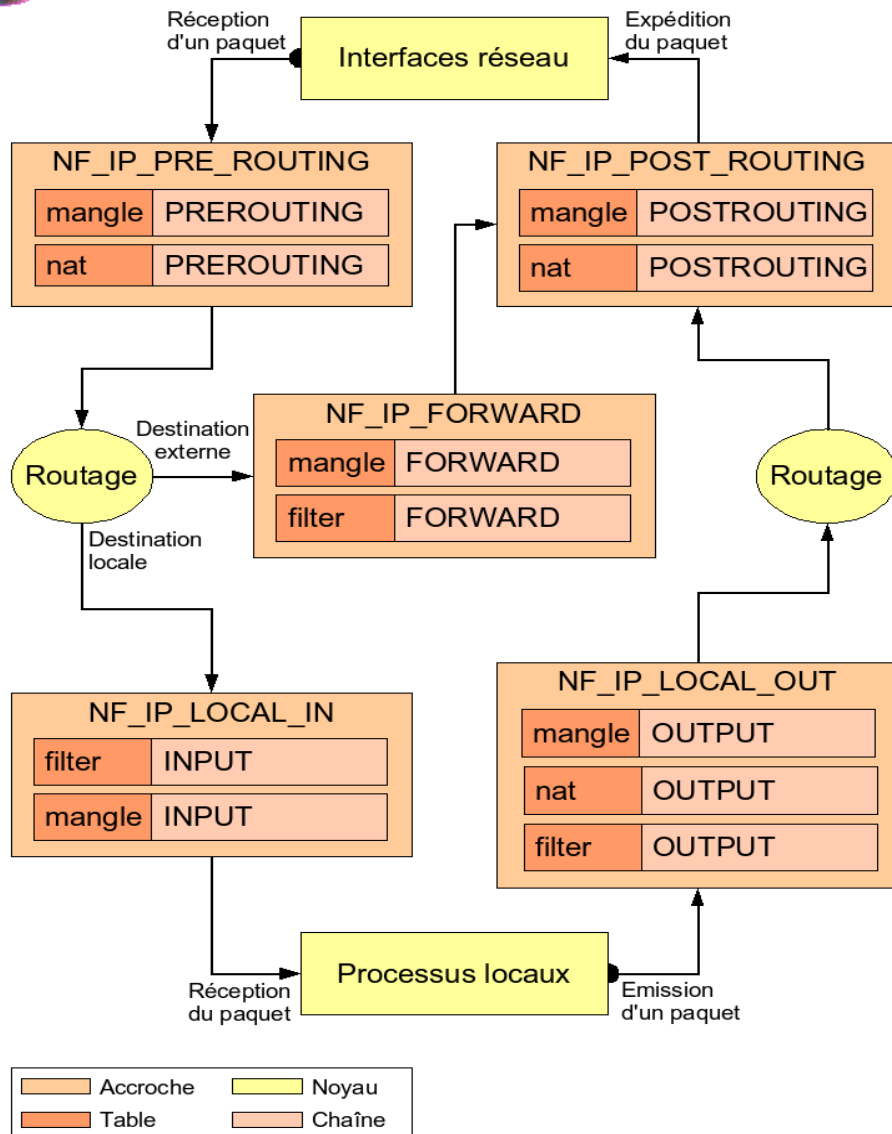 Réception
d'un paquet
Interfaces réseau
Expédition
du paquet
NF_IP_PRE_ROUTING
mangle PREROUTING
nat PREROUTING
NF_IP_POST_ROUTING
mangle POSTROUTING
nat POSTROUTING
Routage
Destination
externe
NF_IP_FORWARD
mangle FORWARD
filter FORWARD
Routage
Destination
locale
NF_IP_LOCAL_IN
filter INPUT
mangle INPUT
NF_IP_LOCAL_OUT
mangle OUTPUT
nat OUTPUT
filter OUTPUT
Réception
du paquet
Processus locaux
Emission
d'un paquet
Accroche
Noyau
Table
Chaîne